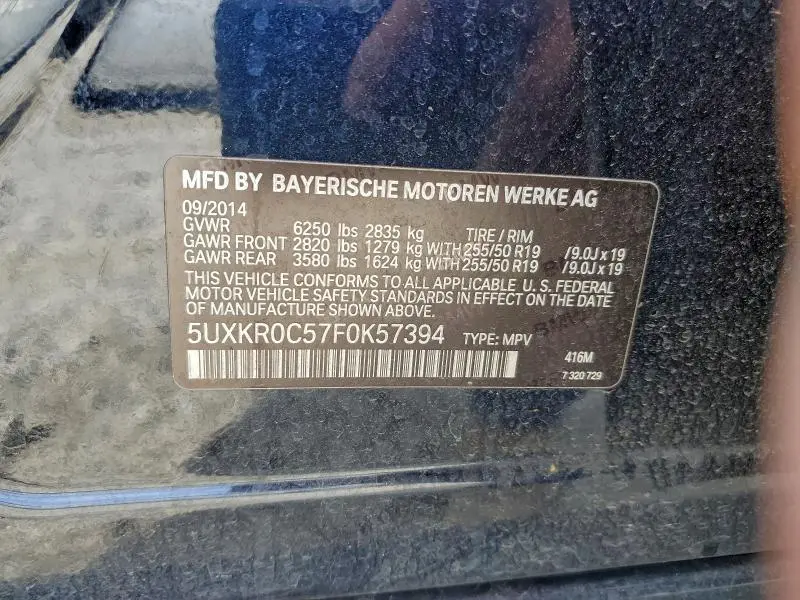 MFD BY BAYERISCHE MOTOREN WERKE AG
09/2014
GVWR 6250 lbs 2835 kg TIRE / RIM
GAWR FRONT 2820 lbs 1279 kg WITH 255/50 R19 /9.0J x 19
GAWR REAR 3580 lbs 1624 kg WITH 255/50 R19 /9.0J x 19
THIS VEHICLE CONFORMS TO ALL APPLICABLE U.S. FEDERAL
MOTOR VEHICLE SAFETY STANDARDS IN EFFECT ON THE DATE
OF MANUFACTURE SHOWN ABOVE.
5UXKR0C57F0K57394 TYPE: MPV
416M
7 320 729